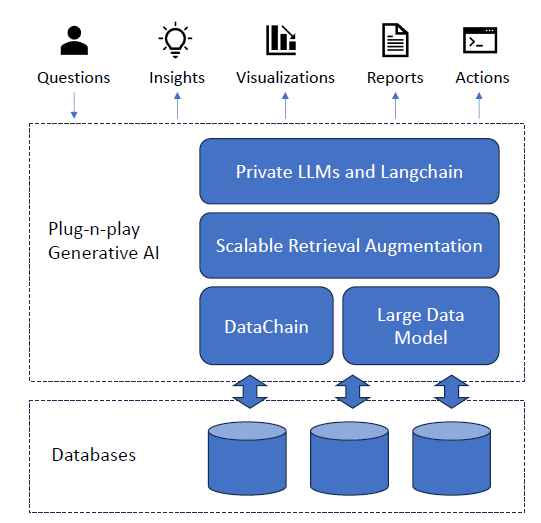 Questions
Insights
Visualizations
Reports
Actions
Private LLMs and Langchain
Plug-n-play
Generative AI
Scalable Retrieval Augmentation
DataChain
Large Data
Model
Databases